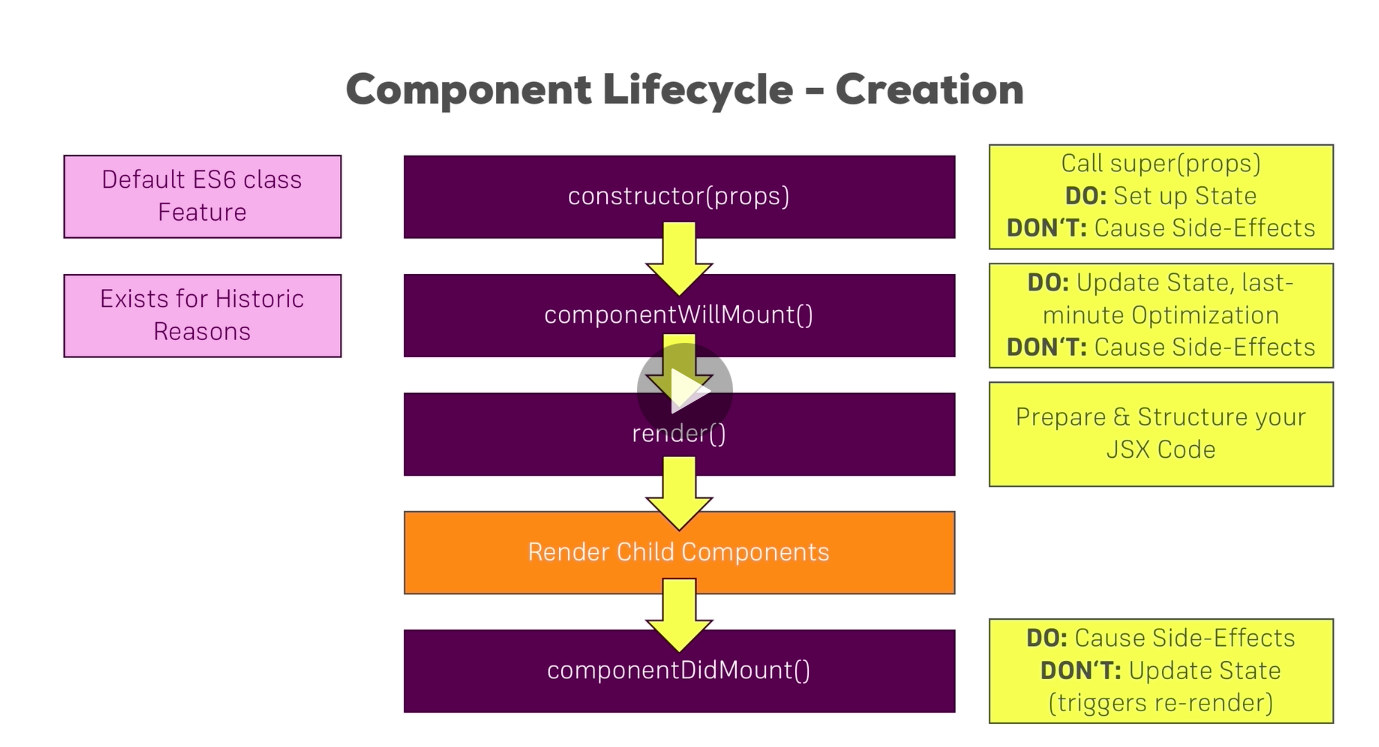 Component Lifecycle - Creation
Default ES6 class
Feature
constructor(props)
Call super(props)
DO: Set up State
DON'T: Cause Side-Effects
Exists for Historic
Reasons
componentWillMount()
DO: Update State, last-
minute Optimization
DON'T: Cause Side-Effects
render()
Prepare & Structure your
JSX Code
Render Child Components
componentDidMount()
DO: Cause Side-Effects
DON'T: Update State
(triggers re-render)